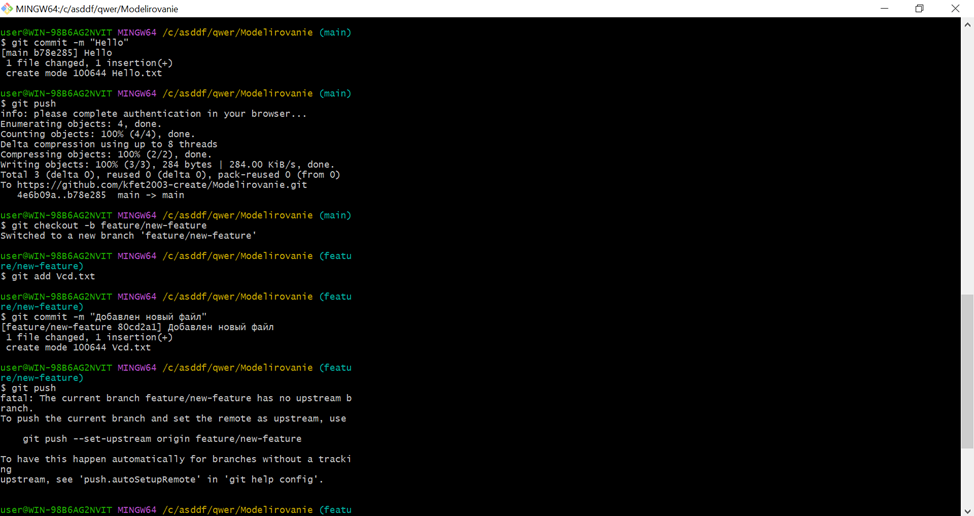 MINGW64:/c/asddf/qwer/Modelirovanie
user@WIN-98B6AG2NVIT MINGW64 /c/asddf/qwer/Modelirovanie (main)
$ git commit -m "Hello"
[main b78e285] Hello
 1 file changed, 1 insertion(+)
 create mode 100644 Hello.txt
user@WIN-98B6AG2NVIT MINGW64 /c/asddf/qwer/Modelirovanie (main)
$ git push
info: please complete authentication in your browser...
Enumerating objects: 4, done.
Counting objects: 100% (4/4), done.
Delta compression using up to 8 threads
Compressing objects: 100% (2/2), done.
Writing objects: 100% (3/3), 284 bytes | 284.00 KiB/s, done.
Total 3 (delta 0), reused 0 (delta 0), pack-reused 0 (from 0)
To https://github.com/kfet2003-create/Modelirovanie.git
   4e6b09a..b78e285  main -> main
user@WIN-98B6AG2NVIT MINGW64 /c/asddf/qwer/Modelirovanie (main)
$ git checkout -b feature/new-feature
Switched to a new branch 'feature/new-feature'
user@WIN-98B6AG2NVIT MINGW64 /c/asddf/qwer/Modelirovanie (featu
re/new-feature)
$ git add Vcd.txt
user@WIN-98B6AG2NVIT MINGW64 /c/asddf/qwer/Modelirovanie (featu
re/new-feature)
$ git commit -m "Добавлен новый файл"
[feature/new-feature 80cd2a1] Добавлен новый файл
 1 file changed, 1 insertion(+)
 create mode 100644 Vcd.txt
user@WIN-98B6AG2NVIT MINGW64 /c/asddf/qwer/Modelirovanie (featu
re/new-feature)
$ git push
fatal: The current branch feature/new-feature has no upstream b
ranch.
To push the current branch and set the remote as upstream, use
    git push --set-upstream origin feature/new-feature
To have this happen automatically for branches without a tracki
ng
upstream, see 'push.autoSetupRemote' in 'git help config'.
user@WIN-98B6AG2NVIT MINGW64 /c/asddf/qwer/Modelirovanie (featu